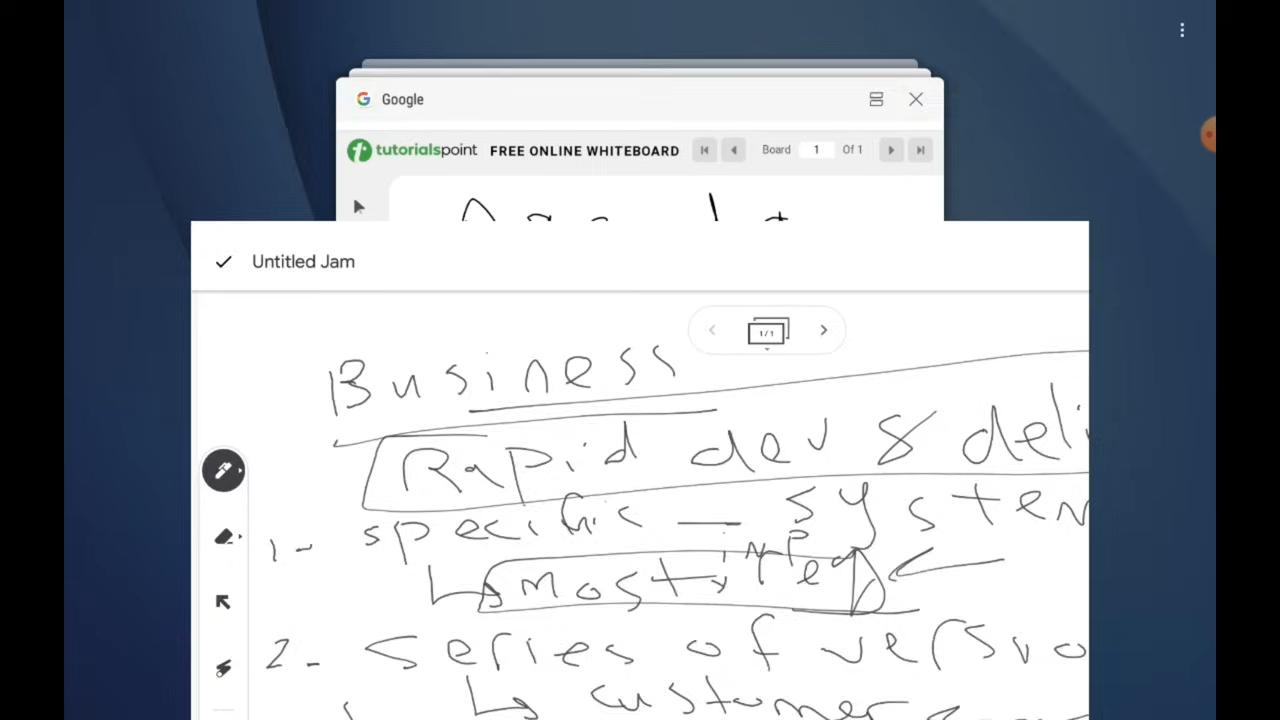 Google
tutorialspoint FREE ONLINE WHITEBOARD Board 1 Of 1
Untitled Jam
1/1
Business
Rapid dev & deli
1- specific — system
imp
most, req
2- series of versio
customer